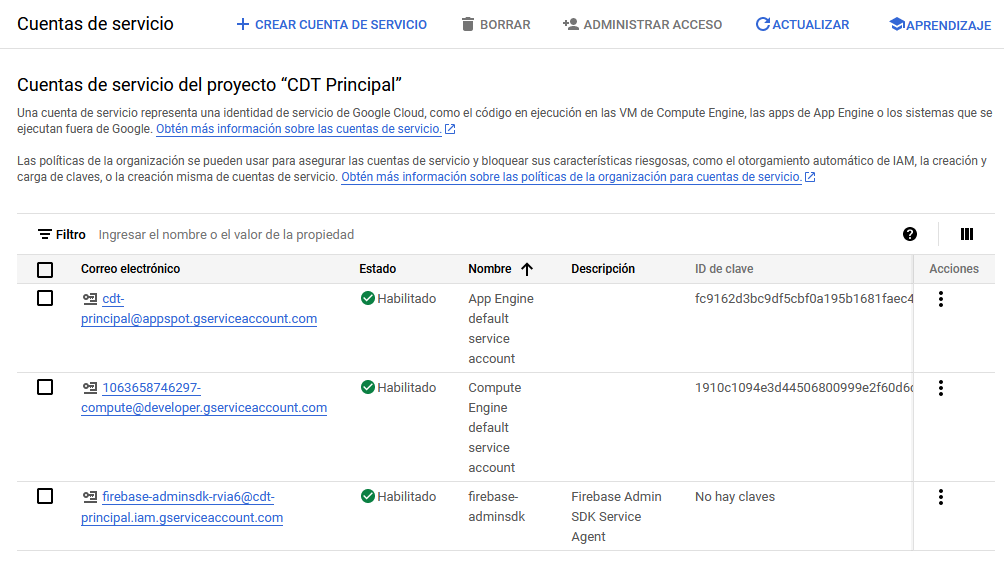 Cuentas de servicio
CREAR CUENTA DE SERVICIO
BORRAR
ADMINISTRAR ACCESO
ACTUALIZAR
APRENDIZAJE
Cuentas de servicio del proyecto “CDT Principal”
Una cuenta de servicio representa una identidad de servicio de Google Cloud, como el código en ejecución en las VM de Compute Engine, las apps de App Engine o los sistemas que se
ejecutan fuera de Google. Obtén más información sobre las cuentas de servicio.
Las políticas de la organización se pueden usar para asegurar las cuentas de servicio y bloquear sus características riesgosas, como el otorgamiento automático de IAM, la creación y
carga de claves, o la creación misma de cuentas de servicio. Obtén más información sobre las políticas de la organización para cuentas de servicio.
Filtro Ingresar el nombre o el valor de la propiedad
Correo electrónico Estado Nombre Descripción ID de clave Acciones
cdt- Habilitado App Engine fc9162d3bc9df5cbf0a195b1681faec4
principal@appspot.gserviceaccount.com default
service
account
1063658746297- Habilitado Compute 1910c1094e3d44506800999e2f60d6c
compute@developer.gserviceaccount.com Engine
default
service
account
firebase-adminsdk-rvia6@cdt- Habilitado firebase- Firebase Admin No hay claves
principal.iam.gserviceaccount.com adminsdk SDK Service
Agent